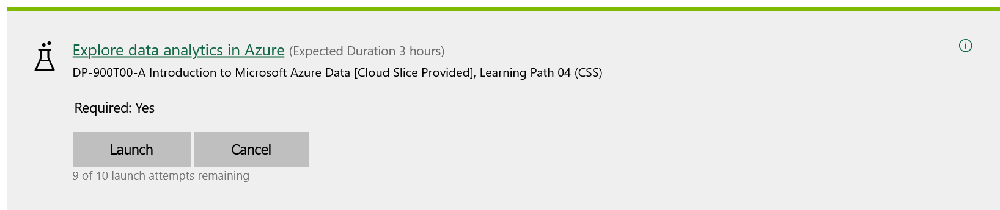 Explore data analytics in Azure (Expected Duration 3 hours)
DP-900T00-A Introduction to Microsoft Azure Data [Cloud Slice Provided], Learning Path 04 (CSS)
Required: Yes
Launch Cancel
9 of 10 launch attempts remaining